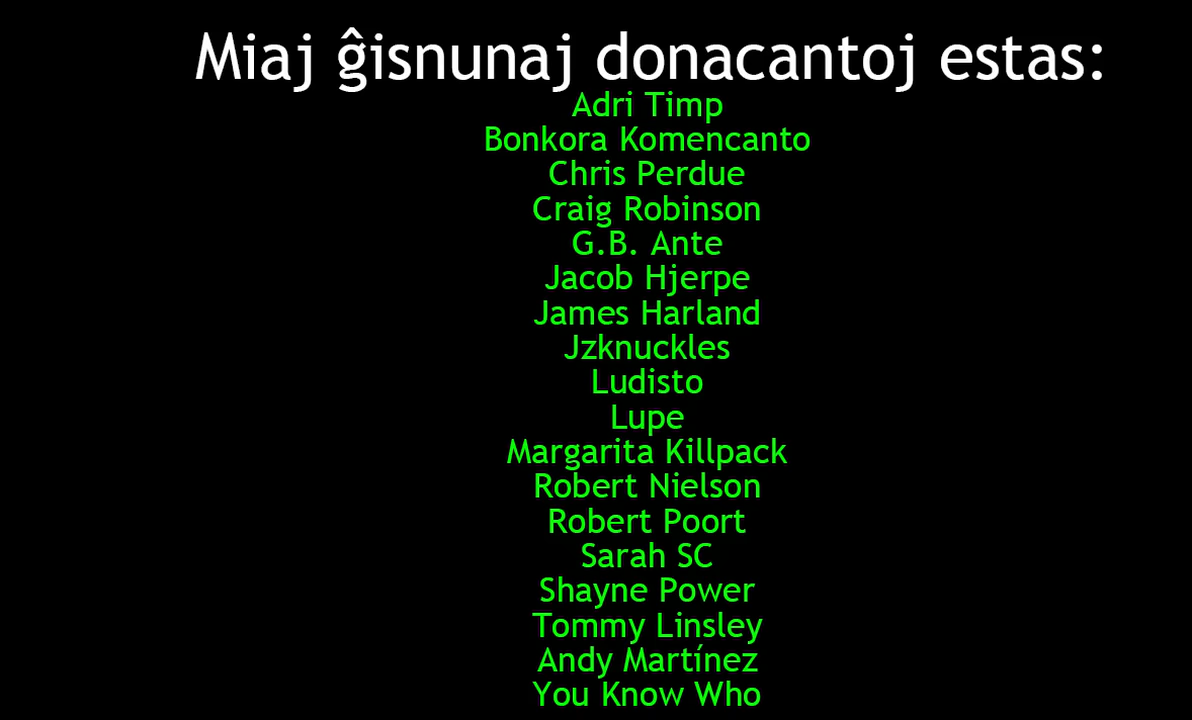 Miaj ĝisnunaj donacantoj estas:
Adri Timp
Bonkora Komencanto
Chris Perdue
Craig Robinson
G.B. Ante
Jacob Hjerpe
James Harland
Jzknuckles
Ludisto
Lupe
Margarita Killpack
Robert Nielson
Robert Poort
Sarah SC
Shayne Power
Tommy Linsley
Andy Martínez
You Know Who